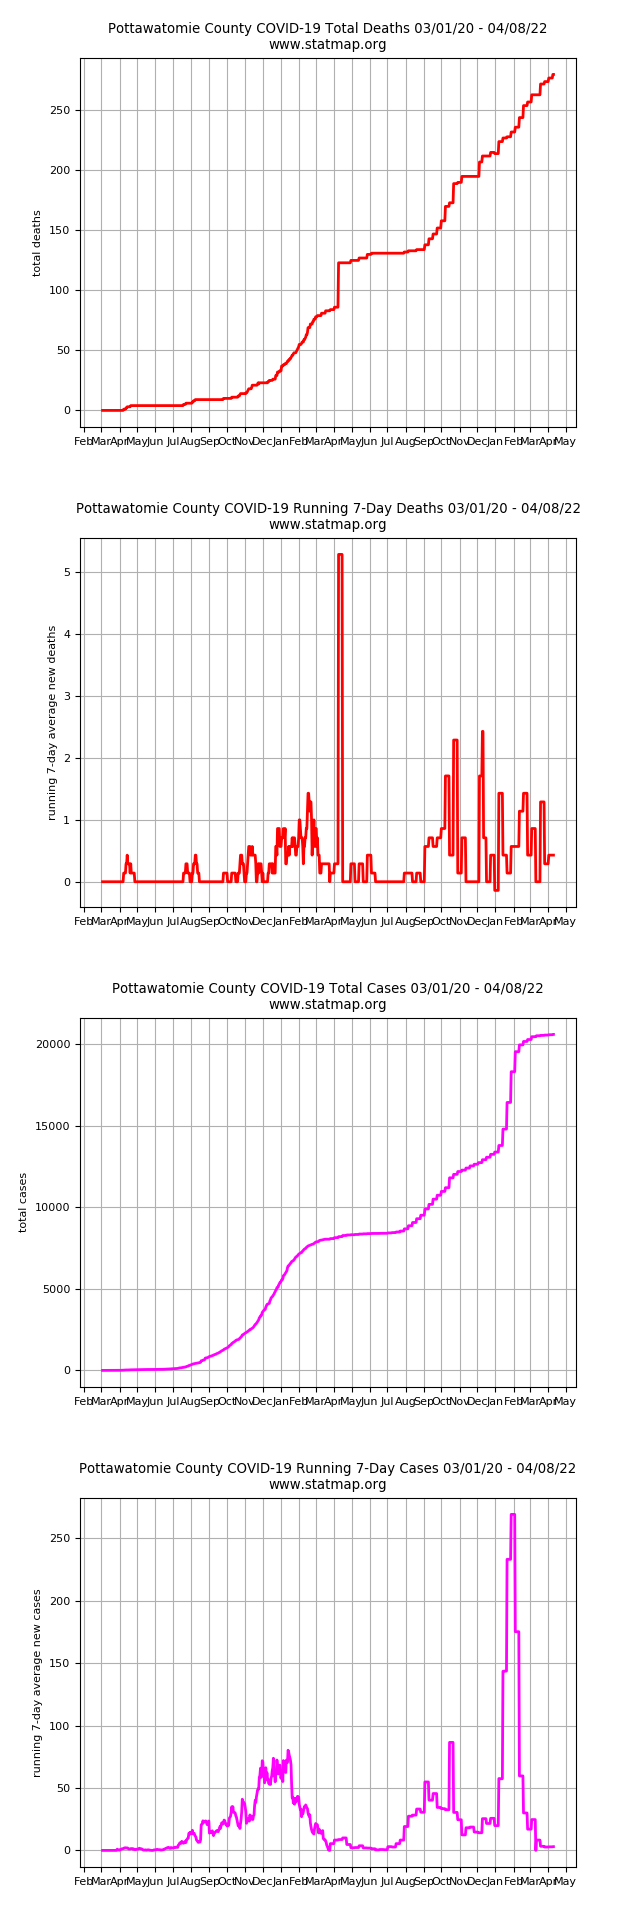 Pottawatomie County COVID-19 Total Deaths 03/01/20 - 04/08/22
www.statmap.org
250
200
150
100
50
0
total deaths
Feb Mar Apr May Jun Jul Aug Sep Oct Nov Dec Jan Feb Mar Apr May Jun Jul Aug Sep Oct Nov Dec Jan Feb Mar Apr May
Pottawatomie County COVID-19 Running 7-Day Deaths 03/01/20 - 04/08/22
www.statmap.org
5
4
3
2
1
0
running 7-day average new deaths
Feb Mar Apr May Jun Jul Aug Sep Oct Nov Dec Jan Feb Mar Apr May Jun Jul Aug Sep Oct Nov Dec Jan Feb Mar Apr May
Pottawatomie County COVID-19 Total Cases 03/01/20 - 04/08/22
www.statmap.org
20000
15000
10000
5000
0
total cases
Feb Mar Apr May Jun Jul Aug Sep Oct Nov Dec Jan Feb Mar Apr May Jun Jul Aug Sep Oct Nov Dec Jan Feb Mar Apr May
Pottawatomie County COVID-19 Running 7-Day Cases 03/01/20 - 04/08/22
www.statmap.org
250
200
150
100
50
0
running 7-day average new cases
Feb Mar Apr May Jun Jul Aug Sep Oct Nov Dec Jan Feb Mar Apr May Jun Jul Aug Sep Oct Nov Dec Jan Feb Mar Apr May